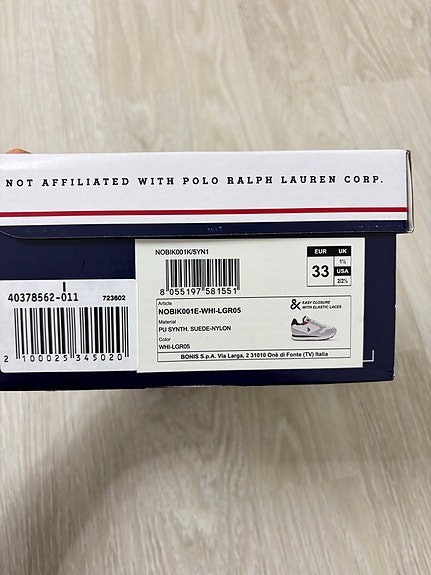 NOT AFFILIATED WITH POLO RALPH LAUREN CORP.
I
40378562-011
723602
2 100025 345020
NOBIK001K/5YN1
8 055197 581551
EUR
UK
33
1½
USA
2/2½
Article
NOBIK001E-WHI-LGR05
Material
PU SYNTH. SUEDE-NYLON
Color
WHI-LGR05
& EASY CLOSURE
WITH ELASTIC LACES
BONIS S.p.A. Via Larga, 2 31010 Onè di Fonte (TV) Italia